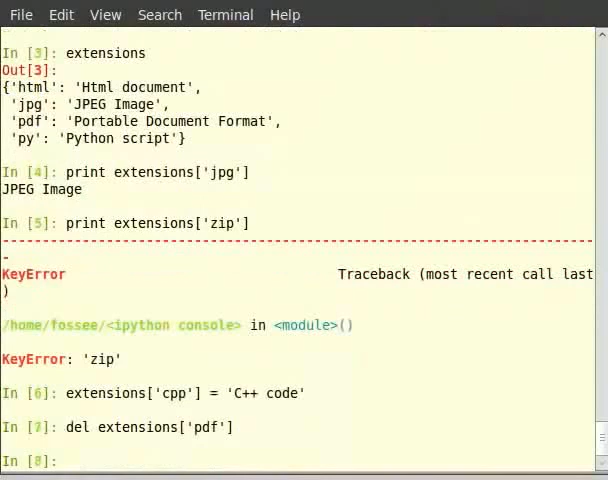 File Edit View Search Terminal Help
In [3]: extensions
Out[3]:
{'html': 'Html document',
 'jpg': 'JPEG Image',
 'pdf': 'Portable Document Format',
 'py': 'Python script'}
In [4]: print extensions['jpg']
JPEG Image
In [5]: print extensions['zip']
---------------------------------------------------------------------------
-
KeyError                                  Traceback (most recent call last
)
/home/fossee/<ipython console> in <module>()
KeyError: 'zip'
In [6]: extensions['cpp'] = 'C++ code'
In [7]: del extensions['pdf']
In [8]: